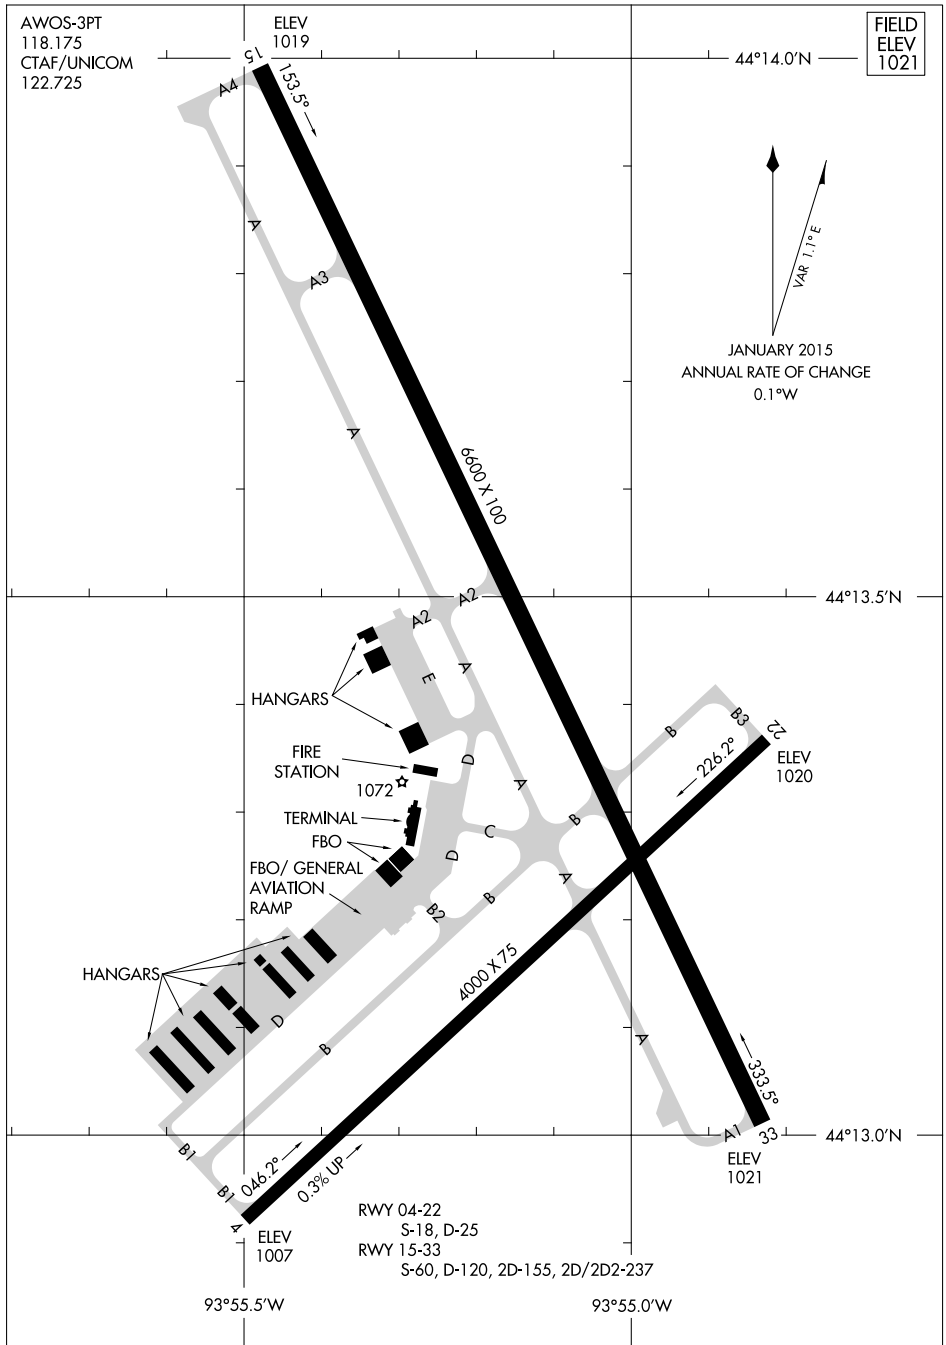 AWOS-3PT
118.175
CTAF/UNICOM
122.725
ELEV
1019
FIELD
ELEV
1021
44°14.0'N
15
A4
153.5°
A
A3
VAR 1.1° E
JANUARY 2015
ANNUAL RATE OF CHANGE
0.1°W
A
6600 X 100
44°13.5'N
A2
A2
A
E
HANGARS
B3
22
B
226.2°
ELEV
1020
FIRE
STATION
D
1072
A
TERMINAL
B
C
FBO
D
FBO/ GENERAL
AVIATION
RAMP
A
B
B2
HANGARS
4000 X 75
D
B
A
333.5°
A1
33
44°13.0'N
ELEV
1021
B1
046.2°
0.3% UP
B1
4
ELEV
1007
RWY 04-22
S-18, D-25
RWY 15-33
S-60, D-120, 2D-155, 2D/2D2-237
93°55.5'W
93°55.0'W